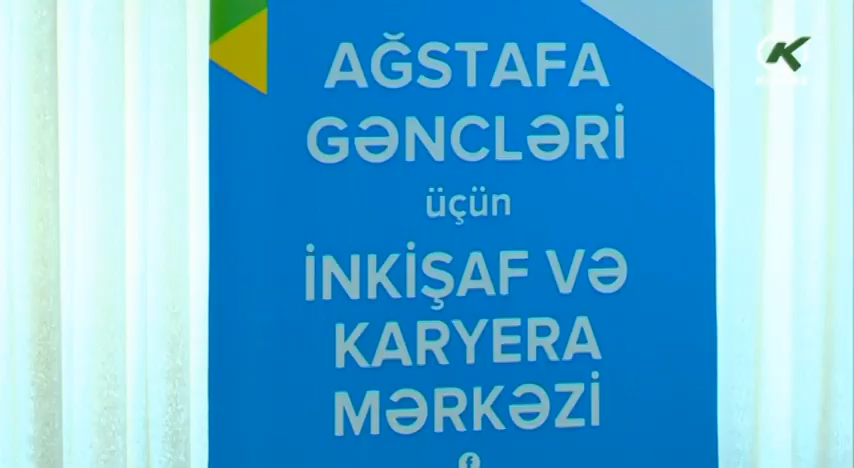 AĞSTAFA
GƏNCLƏRİ
üçün
İNKİŞAF VƏ
KARYERA
MƏRKƏZİ